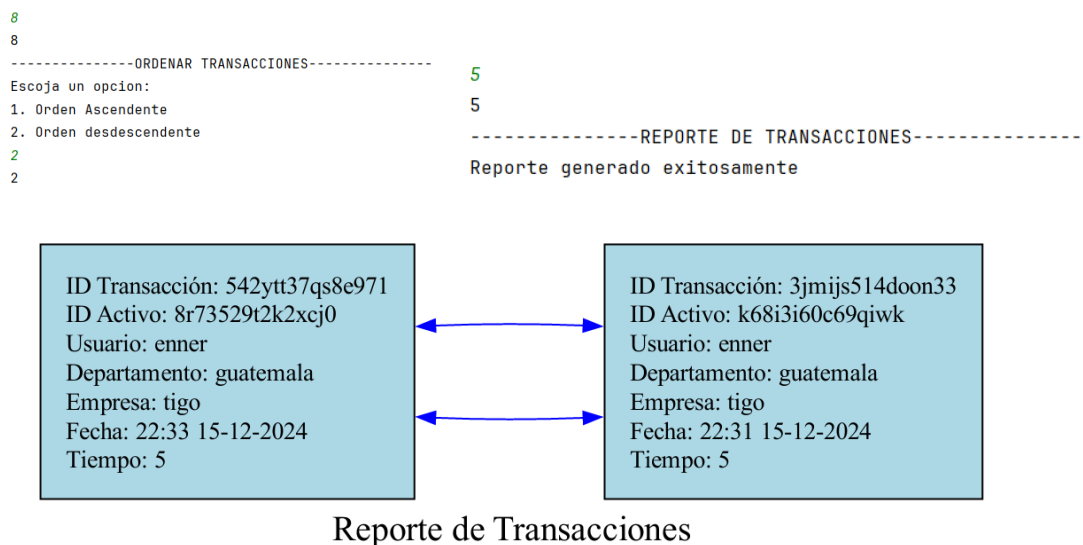 8
8
---------------ORDENAR TRANSACCIONES---------------
Escoja un opcion:
1. Orden Ascendente
2. Orden desdescendente
2
2
5
5
---------------REPORTE DE TRANSACCIONES---------------
Reporte generado exitosamente
ID Transacción: 542ytt37qs8e971
ID Activo: 8r73529t2k2xcj0
Usuario: enner
Departamento: guatemala
Empresa: tigo
Fecha: 22:33 15-12-2024
Tiempo: 5
ID Transacción: 3jmijs514doon33
ID Activo: k68i3i60c69qiwk
Usuario: enner
Departamento: guatemala
Empresa: tigo
Fecha: 22:31 15-12-2024
Tiempo: 5
Reporte de Transacciones